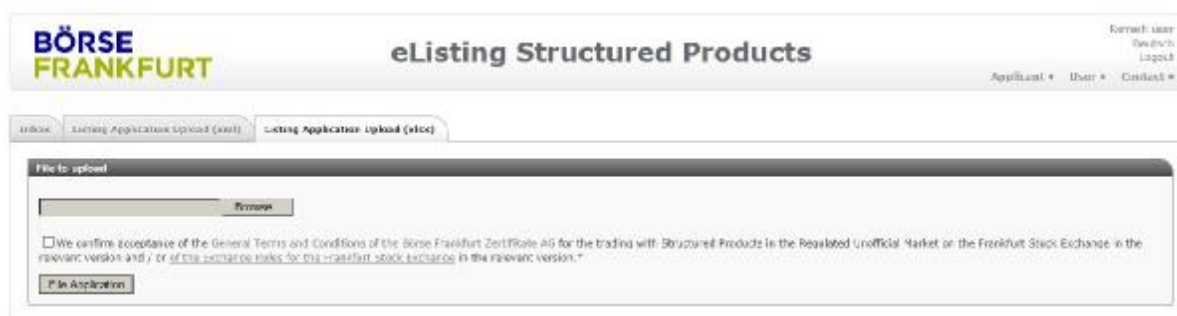 BÖRSE
FRANKFURT
eListing Structured Products
Refresh user
Deutsch
Logout
Applicant User Contact
Inbox Listing Application Upload (xml) Listing Application Upload (xlsx)
File to upload
Browse
We confirm acceptance of the General Terms and Conditions of the Börse Frankfurt Zertifikate AG for the trading with Structured Products in the Regulated Unofficial Market on the Frankfurt Stock Exchange in the
relevant version and / or of the Exchange Rules for the Frankfurt Stock Exchange in the relevant version.*
File Application